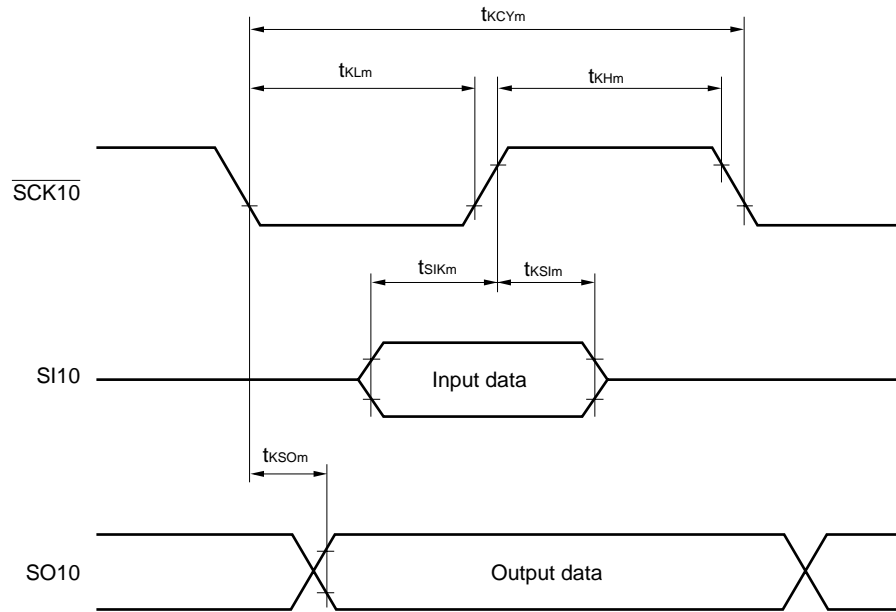 tKCYm
tKLm
tKHm
SCK10
tSIKm
tKSIm
SI10
Input data
tKSOm
SO10
Output data